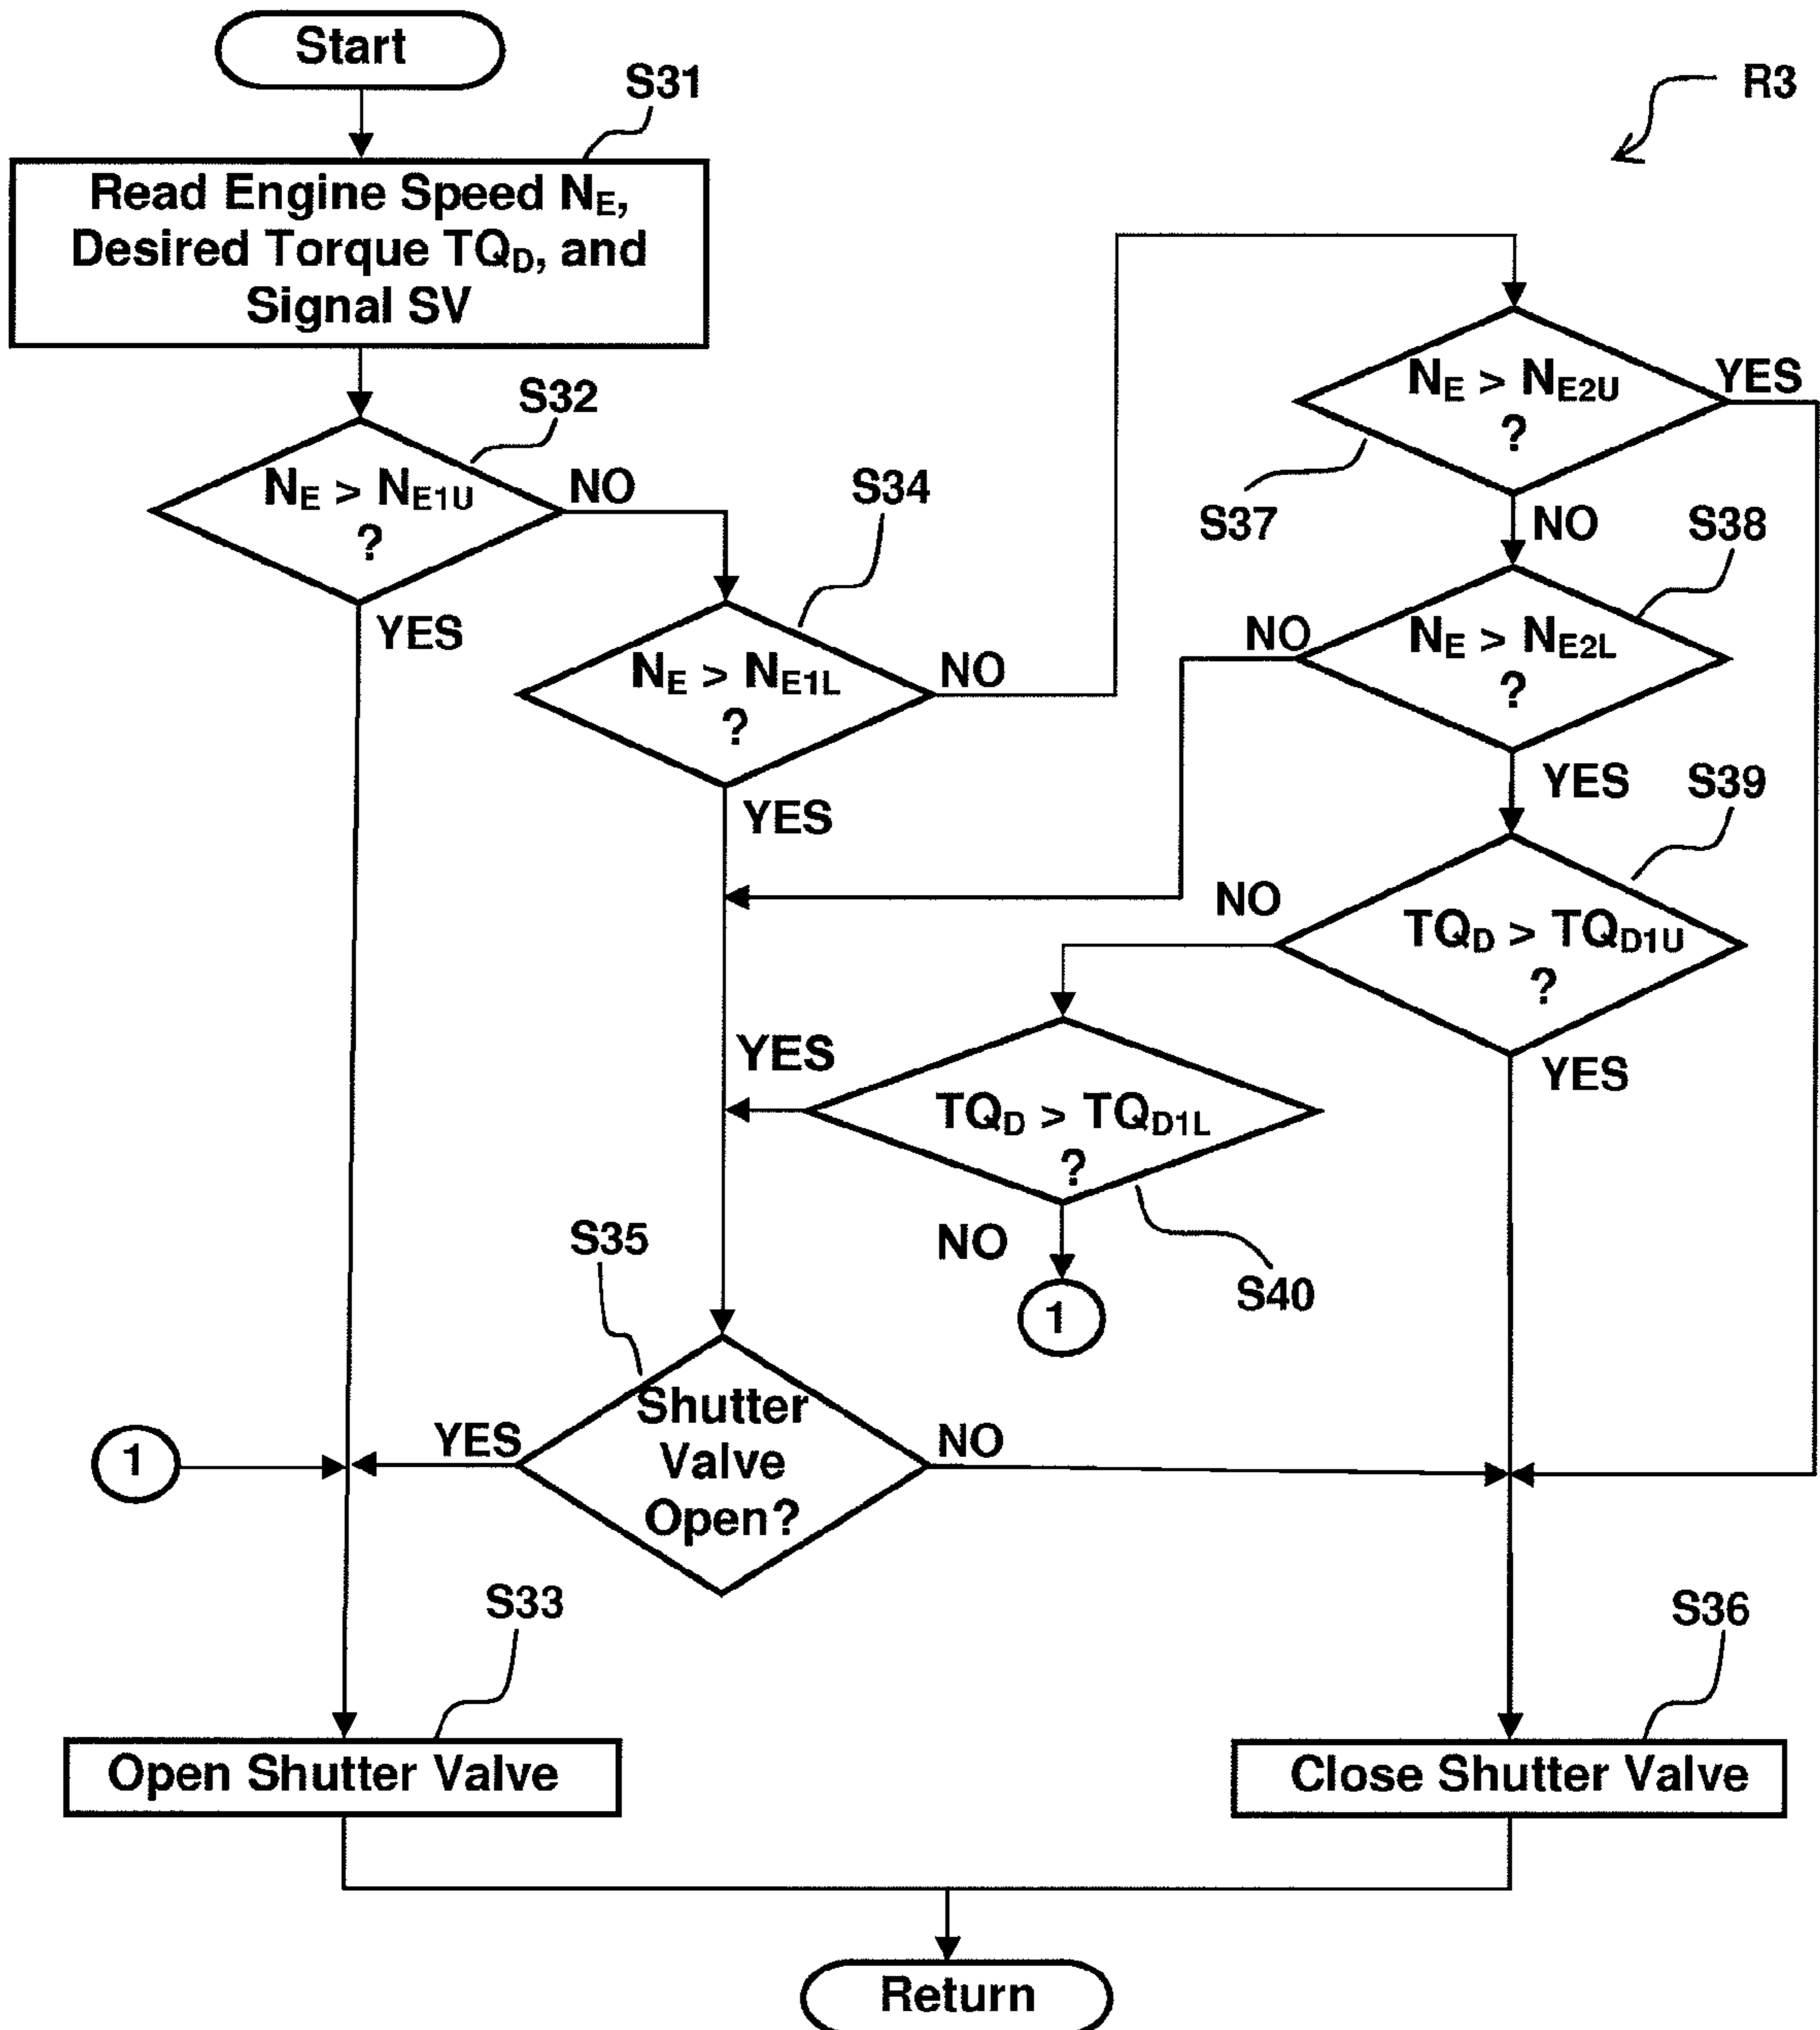 Start
S31
R3
Read Engine Speed NE,
Desired Torque TQD, and
Signal SV
S32
NE > NE1U
?
NO
YES
S34
NE > NE1L
?
NO
YES
NE > NE2U
?
YES
S37
NO
S38
NO
NE > NE2L
?
YES
S39
NO
TQD > TQD1U
?
YES
YES
TQD > TQD1L
?
NO
S40
1
S35
1
YES
Shutter
Valve
Open?
NO
S33
S36
Open Shutter Valve
Close Shutter Valve
Return